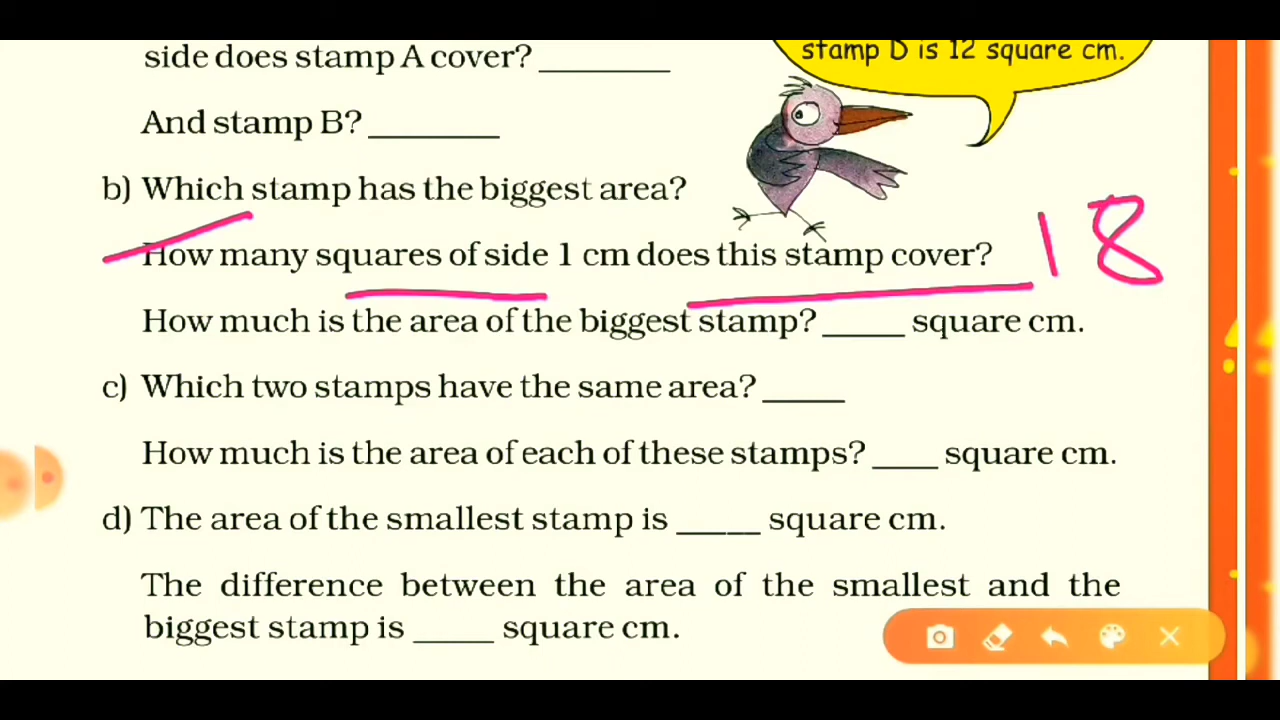 side does stamp A cover? ________
stamp D is 12 square cm.
And stamp B? ________
b) Which stamp has the biggest area?
How many squares of side 1 cm does this stamp cover? 18
How much is the area of the biggest stamp? _____ square cm.
c) Which two stamps have the same area? _____
How much is the area of each of these stamps? ____ square cm.
d) The area of the smallest stamp is _____ square cm.
The difference between the area of the smallest and the
biggest stamp is _____ square cm.